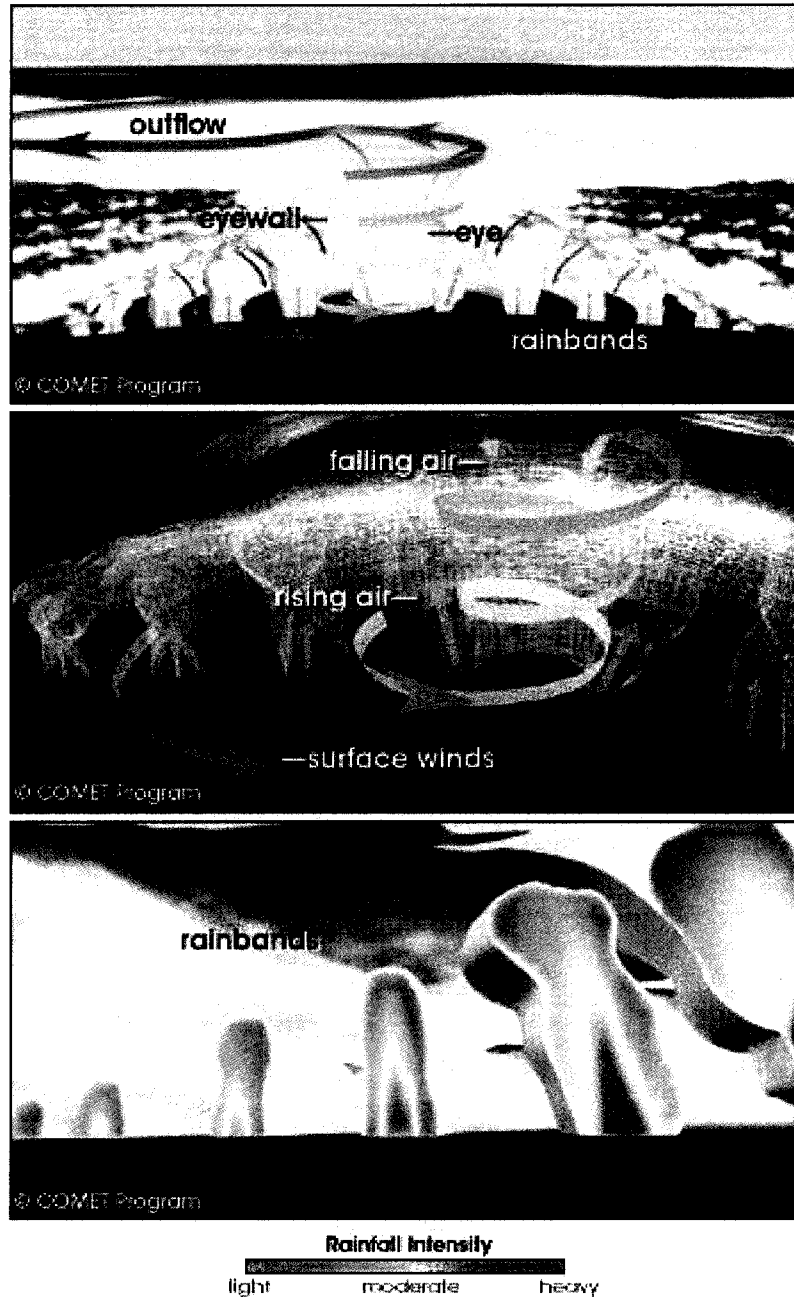 outflow
eyewall
eye
rainbands
© COMET Program
falling air
rising air
surface winds
© COMET Program
rainbands
© COMET Program
Rainfall Intensity
light moderate heavy